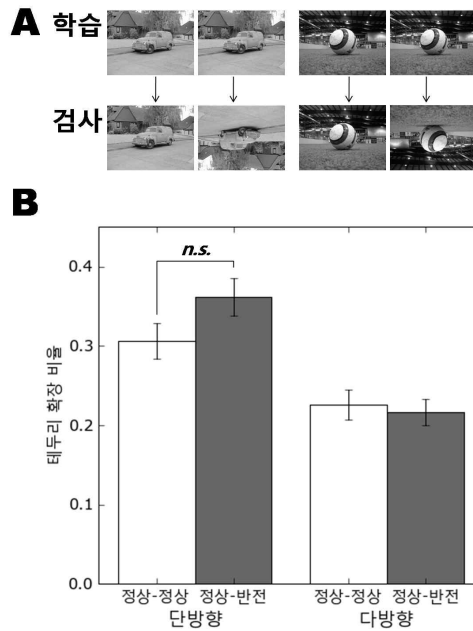 A 학습
검사
B
n.s.
0.4
0.3
0.2
0.1
0.0
테두리 확장 비율
정상-정상 정상-반전 정상-정상 정상-반전
단방향 다방향